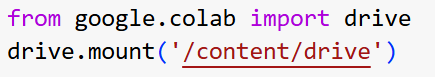 from google.colab import drive
drive.mount('/content/drive')